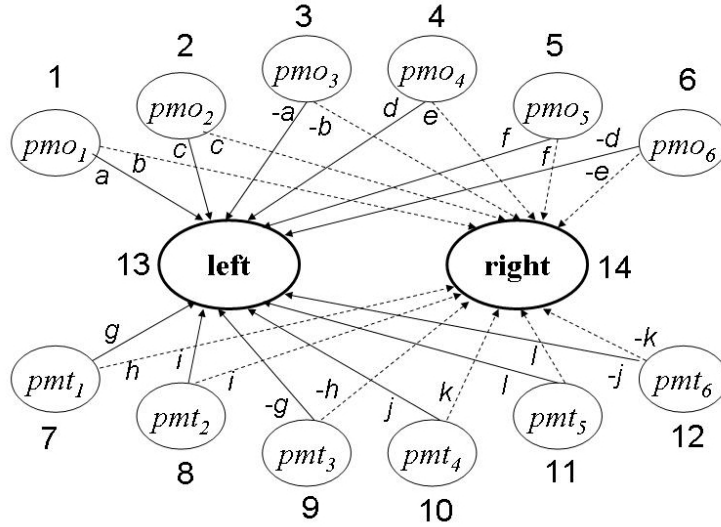 1 2 3 4 5 6
pmo1 pmo2 pmo3 pmo4 pmo5 pmo6
a b c c -a -b d e f f -d -e
13 left right 14
g h i i -g -h j k l l -j -k
pmt1 pmt2 pmt3 pmt4 pmt5 pmt6
7 8 9 10 11 12